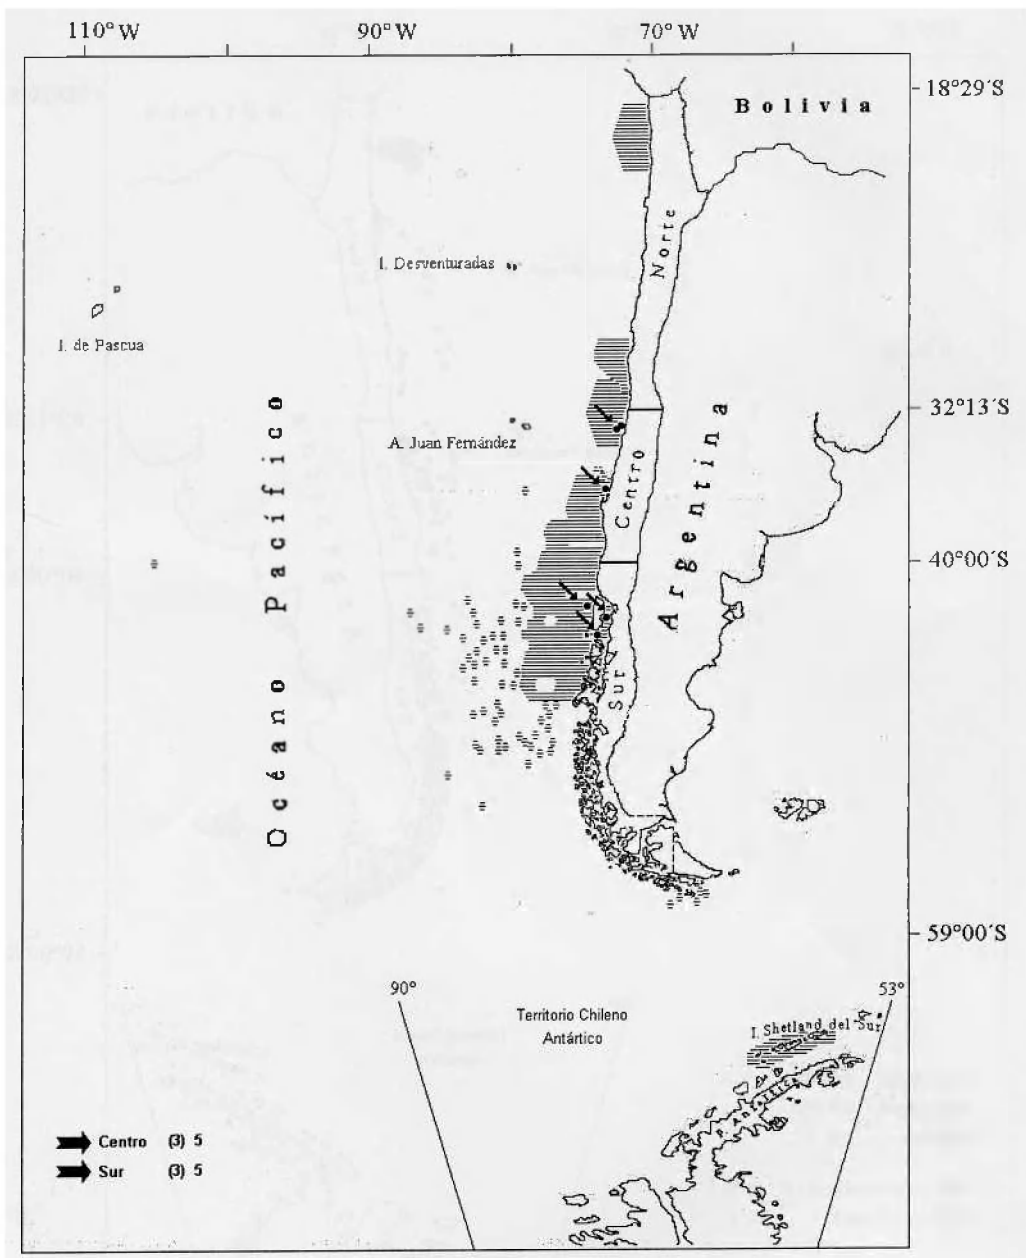 110°W 90°W 70°W
18°29´S
Bolivia
Norte
I. Desventuradas
I. de Pascua
32°13´S
A. Juan Fernández
Centro
Argentina
Océano Pacífico
40°00´S
Sur
59°00´S
90°
53°
Territorio Chileno
Antártico
I. Shetland del Sur
Centro (3) 5
Sur (3) 5